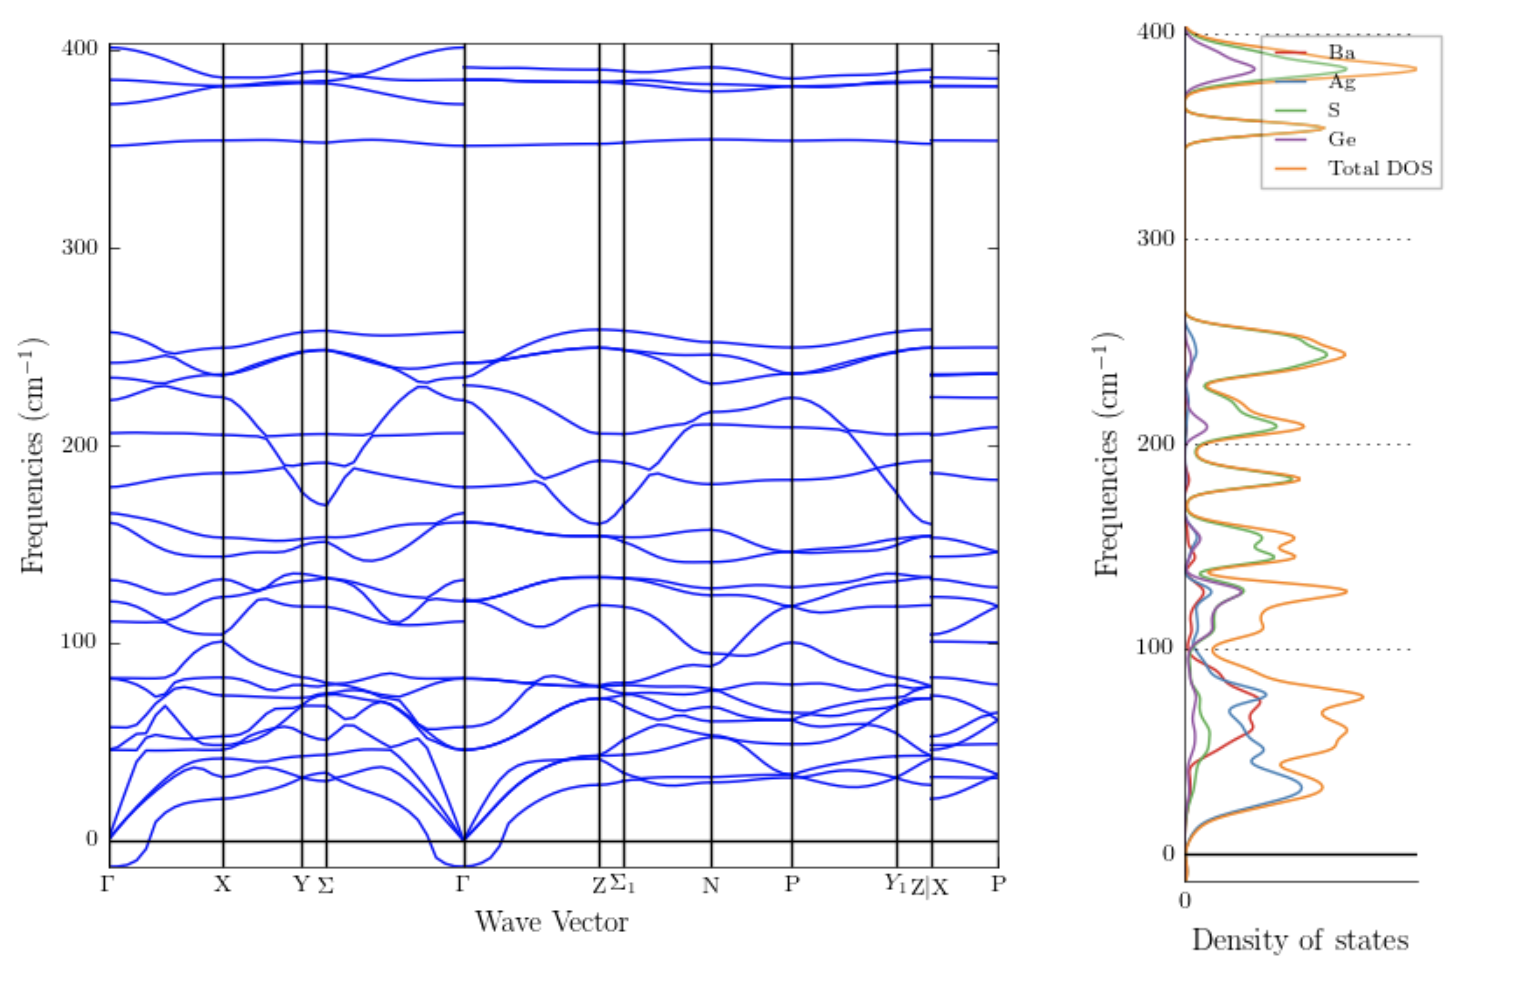 400
300
200
100
0
Frequencies (cm⁻¹)
Γ X Y Σ Γ Z Σ₁ N P Y₁ Z|X P
Wave Vector
400
300
200
100
0
Frequencies (cm⁻¹)
Ba
Ag
S
Ge
Total DOS
0
Density of states